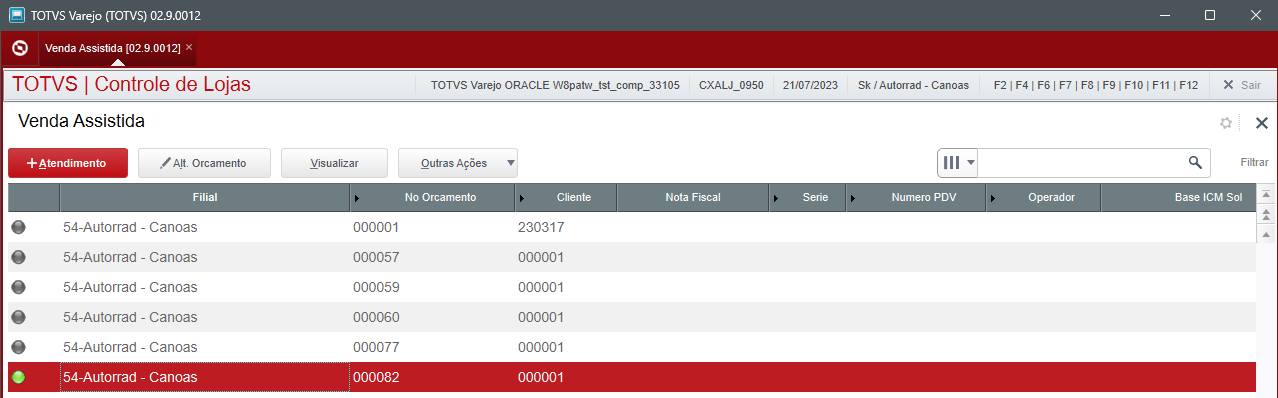 TOTVS Varejo (TOTVS) 02.9.0012
Venda Assistida [02.9.0012]
TOTVS | Controle de Lojas
TOTVS Varejo ORACLE W8patw_tst_comp_33105
CXALJ_0950
21/07/2023
Sk / Autorrad - Canoas
F2 | F4 | F6 | F7 | F8 | F9 | F10 | F11 | F12
Sair
Venda Assistida
Atendimento
Alt. Orcamento
Visualizar
Outras Ações
Filtrar
Filial No Orcamento Cliente Nota Fiscal Serie Numero PDV Operador Base ICM Sol
54-Autorrad - Canoas 000001 230317
54-Autorrad - Canoas 000057 000001
54-Autorrad - Canoas 000059 000001
54-Autorrad - Canoas 000060 000001
54-Autorrad - Canoas 000077 000001
54-Autorrad - Canoas 000082 000001